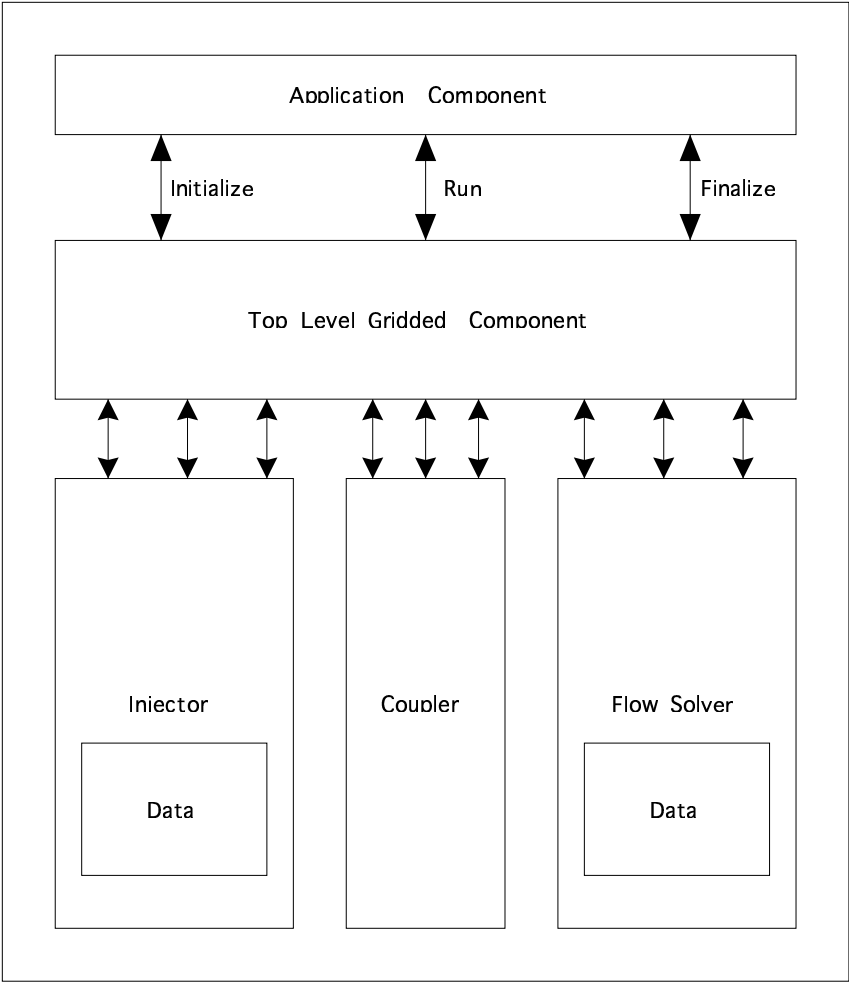 Application Component
Initialize Run Finalize
Top Level Gridded Component
Injector Coupler Flow Solver
Data Data